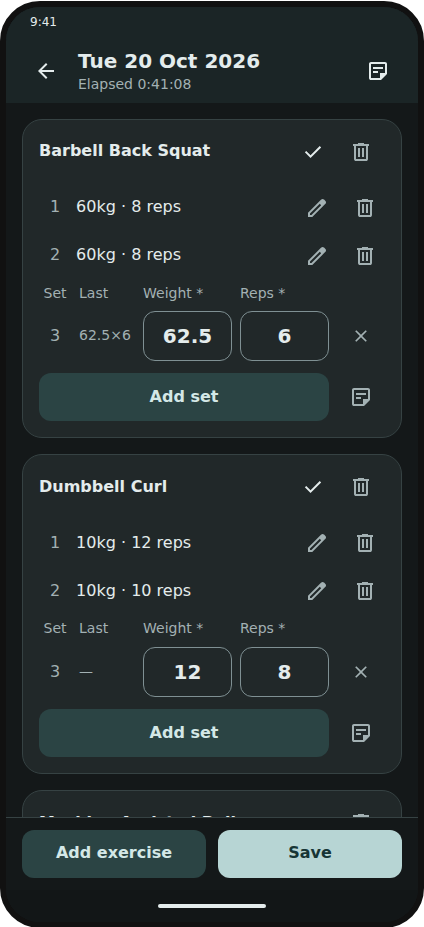 9:41
Tue 20 Oct 2026
Elapsed 0:41:08
Barbell Back Squat
1 60kg · 8 reps
2 60kg · 8 reps
Set Last Weight * Reps *
3 62.5×6 62.5 6
Add set
Dumbbell Curl
1 10kg · 12 reps
2 10kg · 10 reps
Set Last Weight * Reps *
3 — 12 8
Add set
Add exercise Save